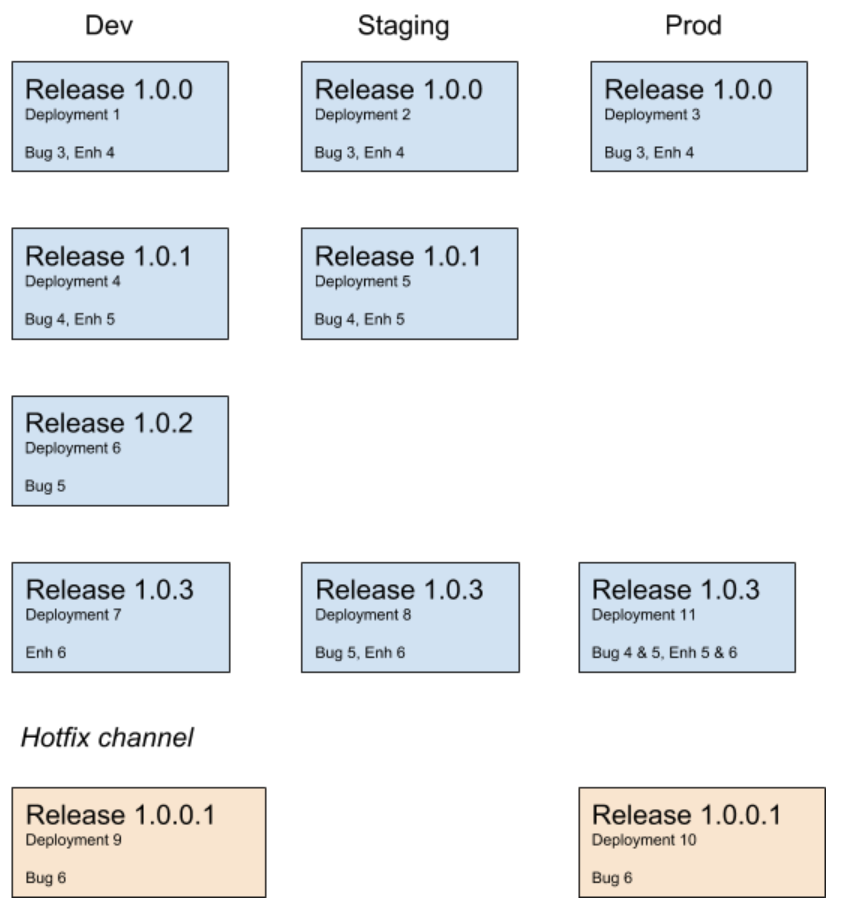 Dev
Staging
Prod
Release 1.0.0
Deployment 1
Bug 3, Enh 4
Release 1.0.0
Deployment 2
Bug 3, Enh 4
Release 1.0.0
Deployment 3
Bug 3, Enh 4
Release 1.0.1
Deployment 4
Bug 4, Enh 5
Release 1.0.1
Deployment 5
Bug 4, Enh 5
Release 1.0.2
Deployment 6
Bug 5
Release 1.0.3
Deployment 7
Enh 6
Release 1.0.3
Deployment 8
Bug 5, Enh 6
Release 1.0.3
Deployment 11
Bug 4 & 5, Enh 5 & 6
Hotfix channel
Release 1.0.0.1
Deployment 9
Bug 6
Release 1.0.0.1
Deployment 10
Bug 6